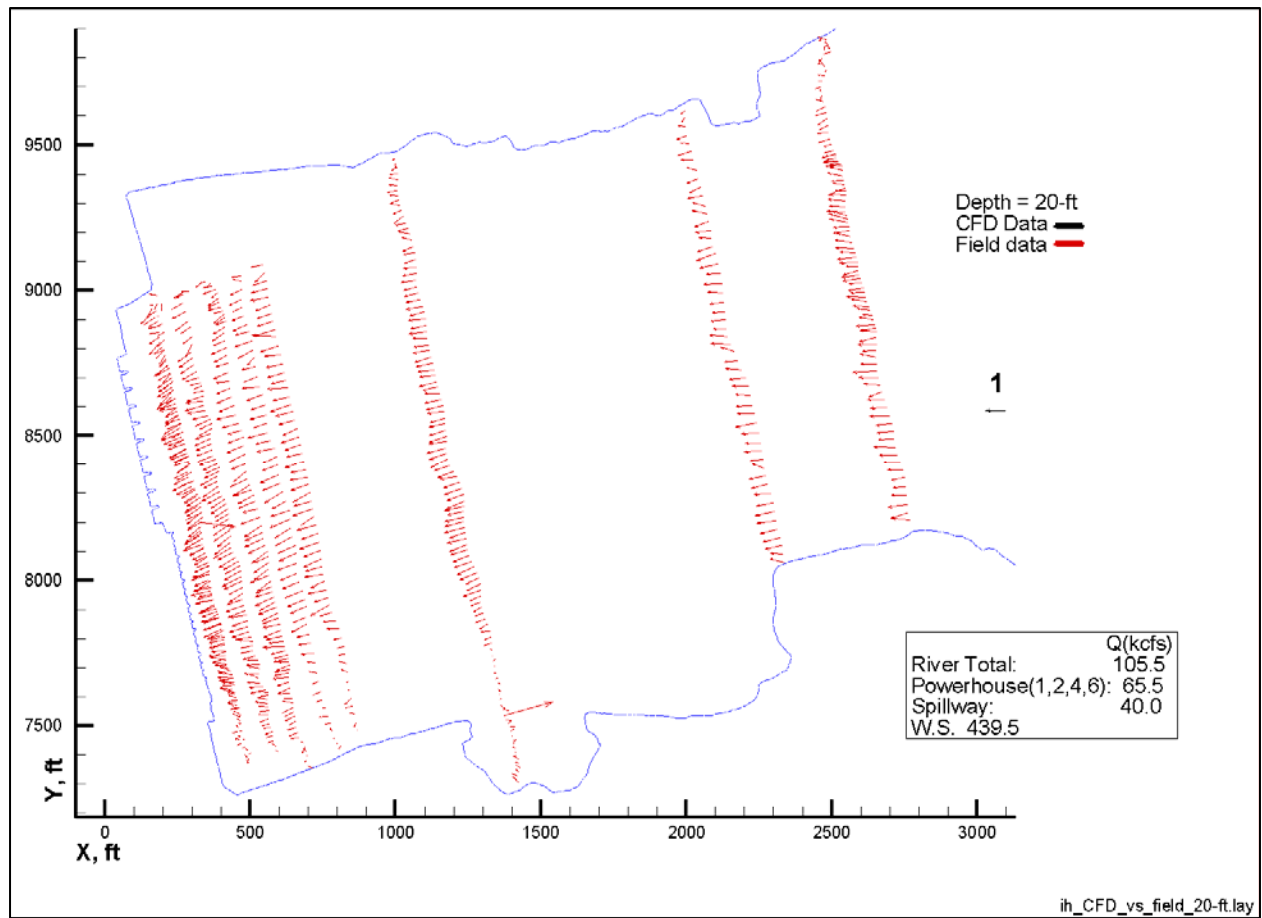 9500
9000
8500
8000
7500
Y, ft
0 500 1000 1500 2000 2500 3000
X, ft
Depth = 20-ft
CFD Data
Field data
1
Q(kcfs)
River Total: 105.5
Powerhouse(1,2,4,6): 65.5
Spillway: 40.0
W.S. 439.5
ih_CFD_vs_field_20-ft.lay